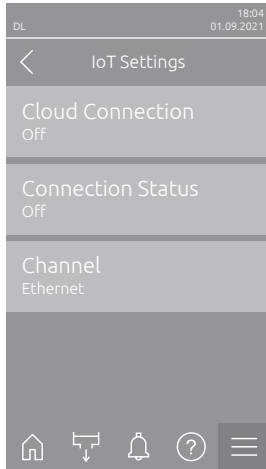 18:04
DL 01.09.2021
IoT Settings
Cloud Connection
Off
Connection Status
Off
Channel
Ethernet
?